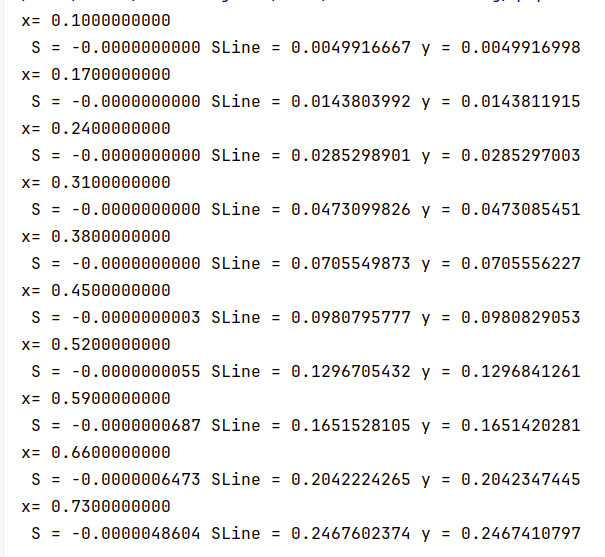 x= 0.1000000000
S = -0.0000000000 SLine = 0.0049916667 y = 0.0049916998
x= 0.1700000000
S = -0.0000000000 SLine = 0.0143803992 y = 0.0143811915
x= 0.2400000000
S = -0.0000000000 SLine = 0.0285298901 y = 0.0285297003
x= 0.3100000000
S = -0.0000000000 SLine = 0.0473099826 y = 0.0473085451
x= 0.3800000000
S = -0.0000000000 SLine = 0.0705549873 y = 0.0705556227
x= 0.4500000000
S = -0.0000000003 SLine = 0.0980795777 y = 0.0980829053
x= 0.5200000000
S = -0.0000000055 SLine = 0.1296705432 y = 0.1296841261
x= 0.5900000000
S = -0.0000000687 SLine = 0.1651528105 y = 0.1651420281
x= 0.6600000000
S = -0.0000006473 SLine = 0.2042224265 y = 0.2042347445
x= 0.7300000000
S = -0.0000048604 SLine = 0.2467602374 y = 0.2467410797